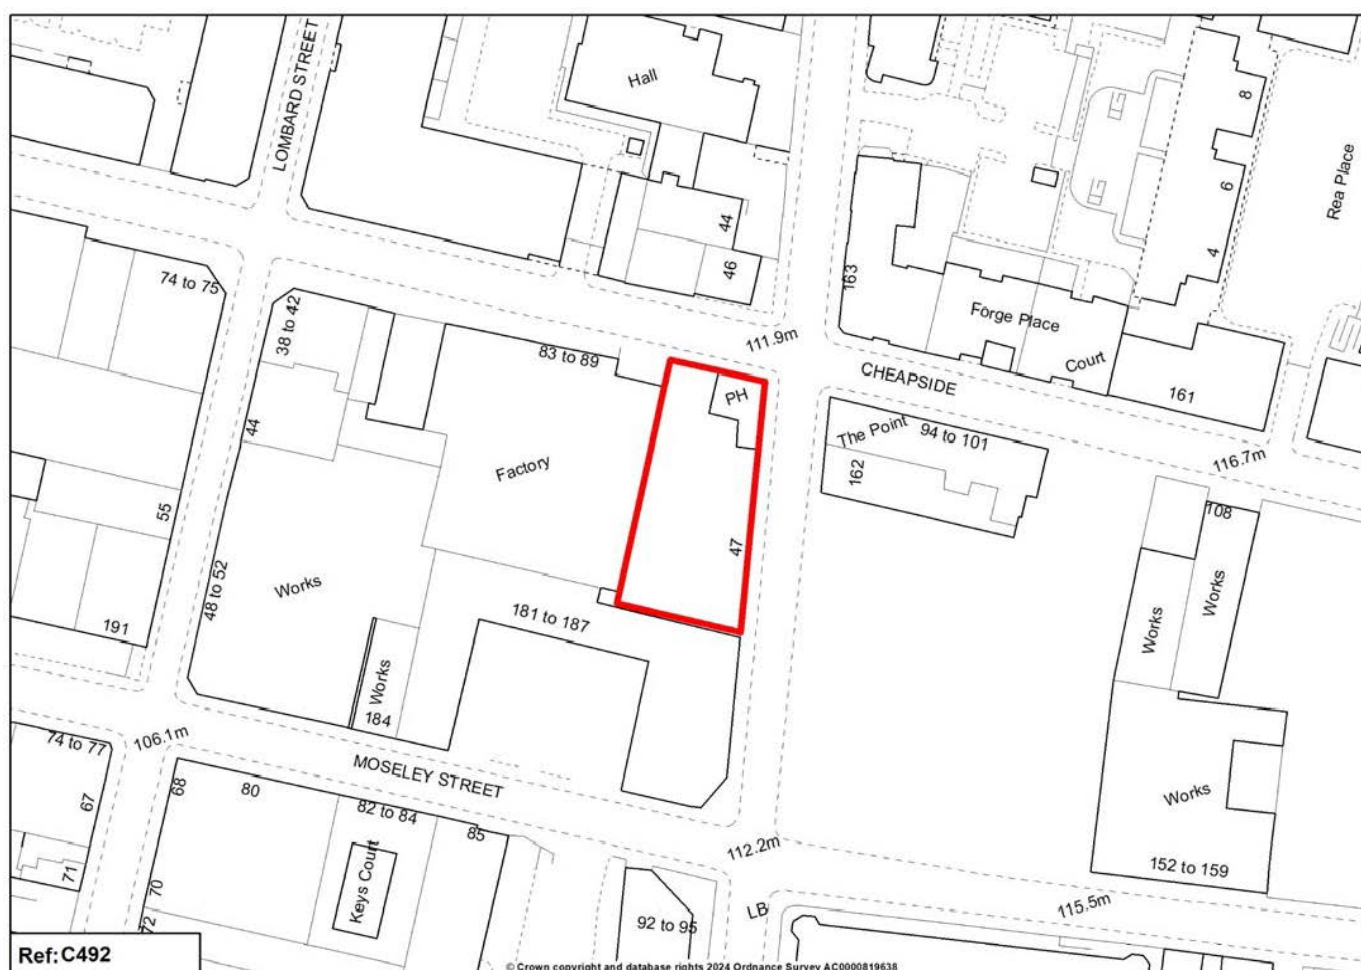 LOMBARD STREET
Hall
8
6
4
Rea Place
44
46
163
74 to 75
38 to 42
44
83 to 89
111.9m
Forge Place
Court
CHEAPSIDE
161
PH
The Point
94 to 101
162
116.7m
108
Factory
55
47
48 to 52
Works
181 to 187
Works
Works
191
Works
184
106.1m
74 to 77
MOSELEY STREET
68
80
82 to 84
85
67
71
70
72
Keys Court
112.2m
LB
92 to 95
115.5m
Works
152 to 159
Ref: C492
© Crown copyright and database rights 2024 Ordnance Survey AC0000819638